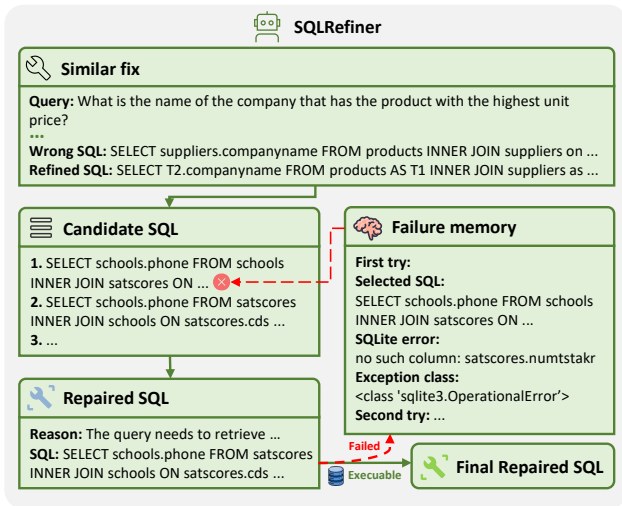 SQLRefiner
Similar fix
Query: What is the name of the company that has the product with the highest unit
price?
...
Wrong SQL: SELECT suppliers.companyname FROM products INNER JOIN suppliers on ...
Refined SQL: SELECT T2.companyname FROM products AS T1 INNER JOIN suppliers as ...
Candidate SQL
1. SELECT schools.phone FROM schools
INNER JOIN satscores ON ...
2. SELECT schools.phone FROM satscores
INNER JOIN schools ON satscores.cds ...
3. ...
Failure memory
First try:
Selected SQL:
SELECT schools.phone FROM schools
INNER JOIN satscores ON ...
SQLite error:
no such column: satscores.numtstakr
Exception class:
<class 'sqlite3.OperationalError'>
Second try: ...
Repaired SQL
Reason: The query needs to retrieve ...
SQL: SELECT schools.phone FROM satscores
INNER JOIN schools ON satscores.cds ...
Failed
Execuable
Final Repaired SQL